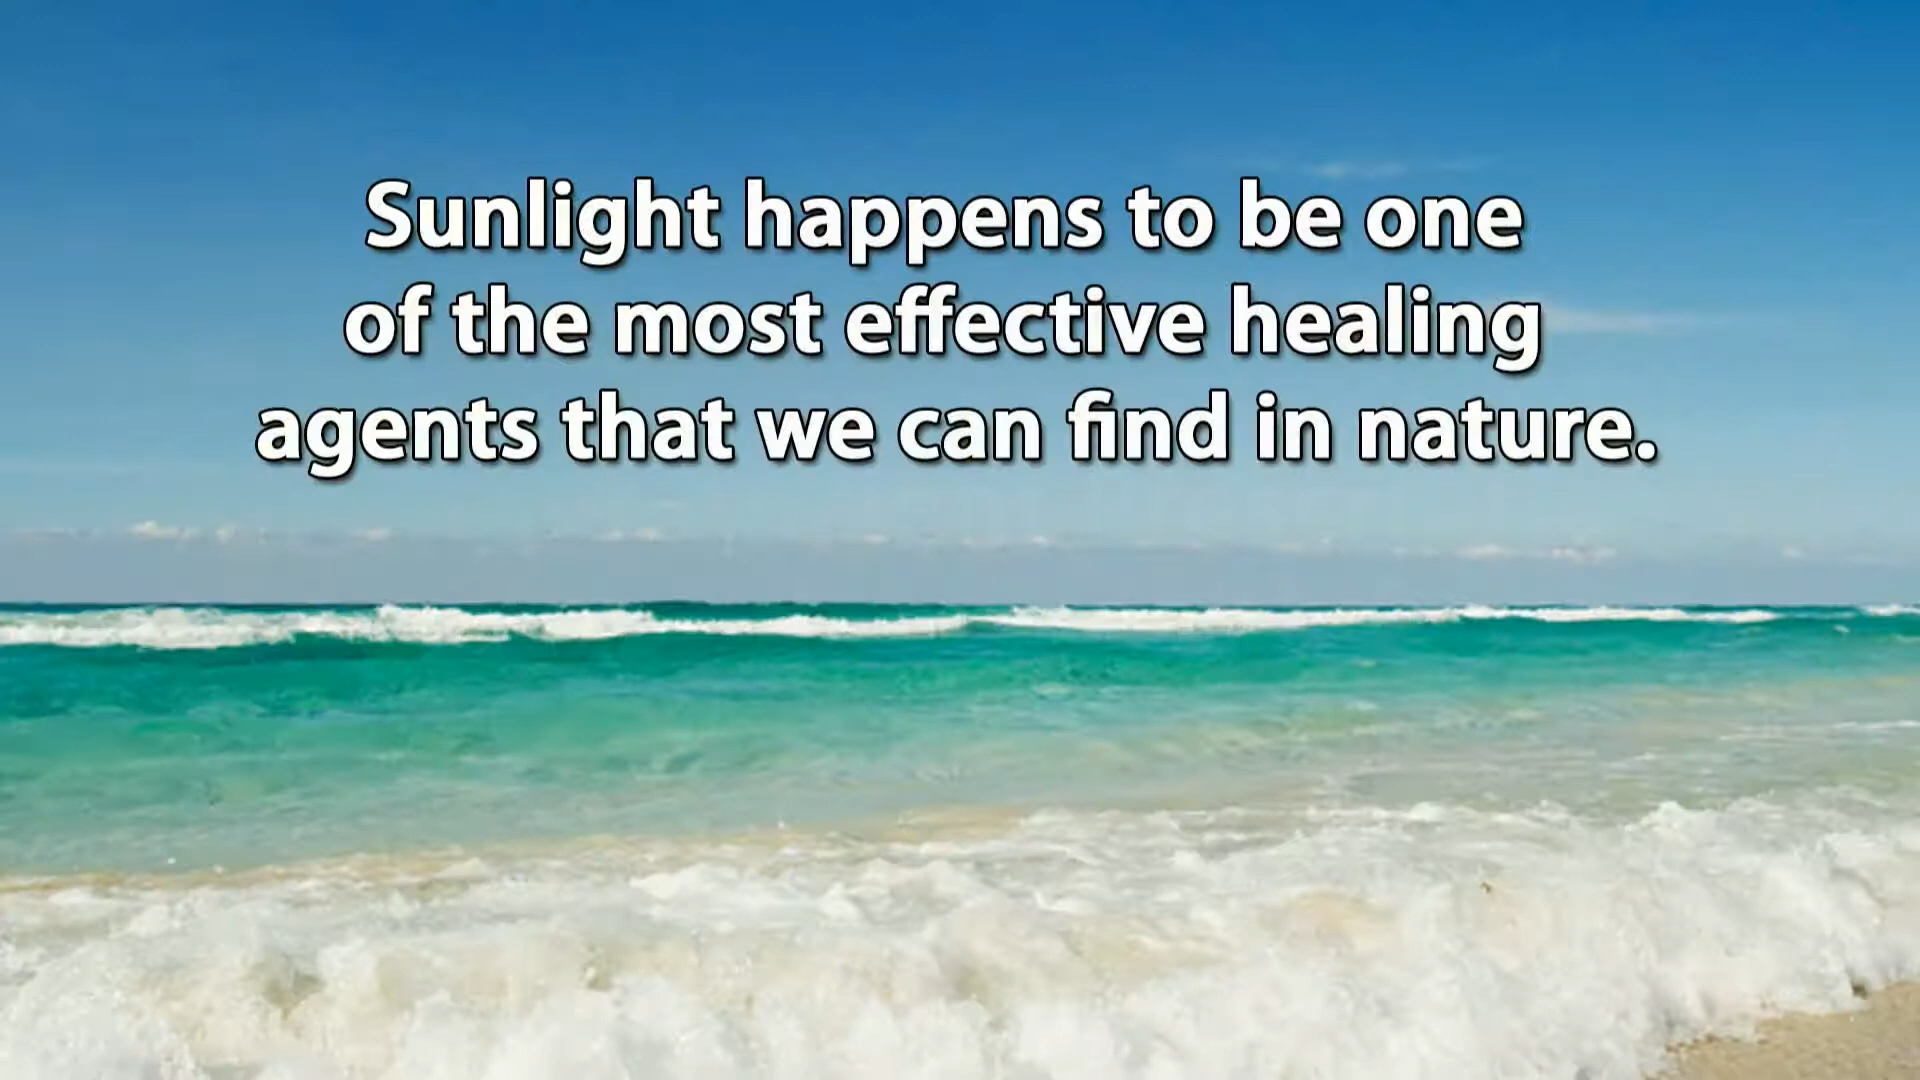 Sunlight happens to be one
of the most effective healing
agents that we can find in nature.